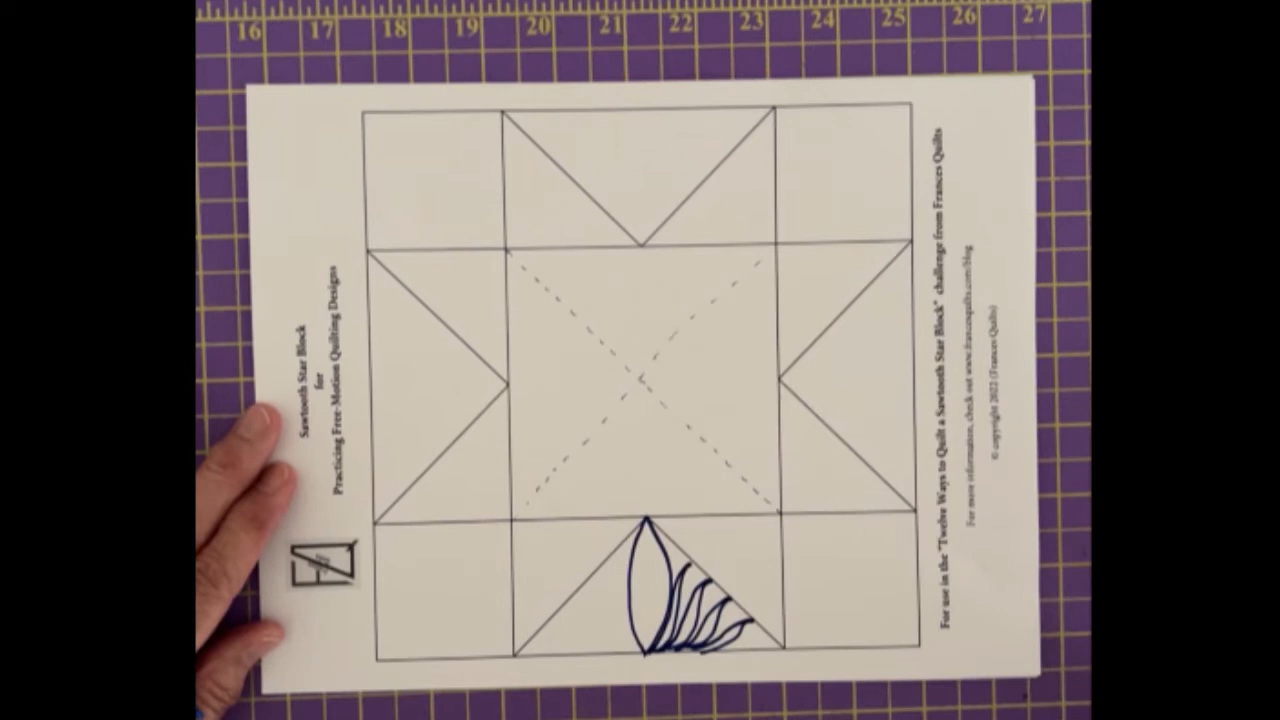 16 17 18 19 20 21 22 23 24 25 26 27
Sawtooth Star Block
for
Practicing Free-Motion Quilting Designs
For use in the "Twelve Ways to Quilt a Sawtooth Star Block" challenge from Frances Quilts
For more information, check out www.francesquilts.com/blog
© copyright 2022 (Frances Quilts)